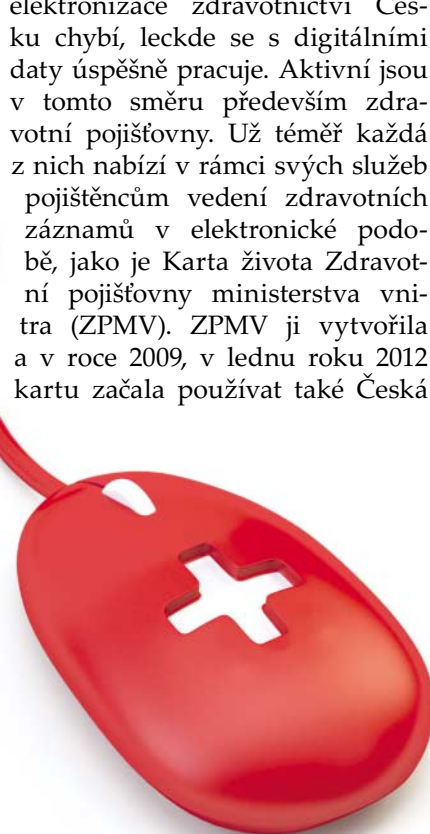 elektronizace zdravotnictví Čes-
ku chybí, leckde se s digitálními
daty úspěšně pracuje. Aktivní jsou
v tomto směru především zdra-
votní pojišťovny. Už téměř každá
z nich nabízí v rámci svých služeb
pojištěncům vedení zdravotních
záznamů v elektronické podo-
bě, jako je Karta života Zdravot-
ní pojišťovny ministerstva vni-
tra (ZPMV). ZPMV ji vytvořila
a v roce 2009, v lednu roku 2012
kartu začala používat také Česká